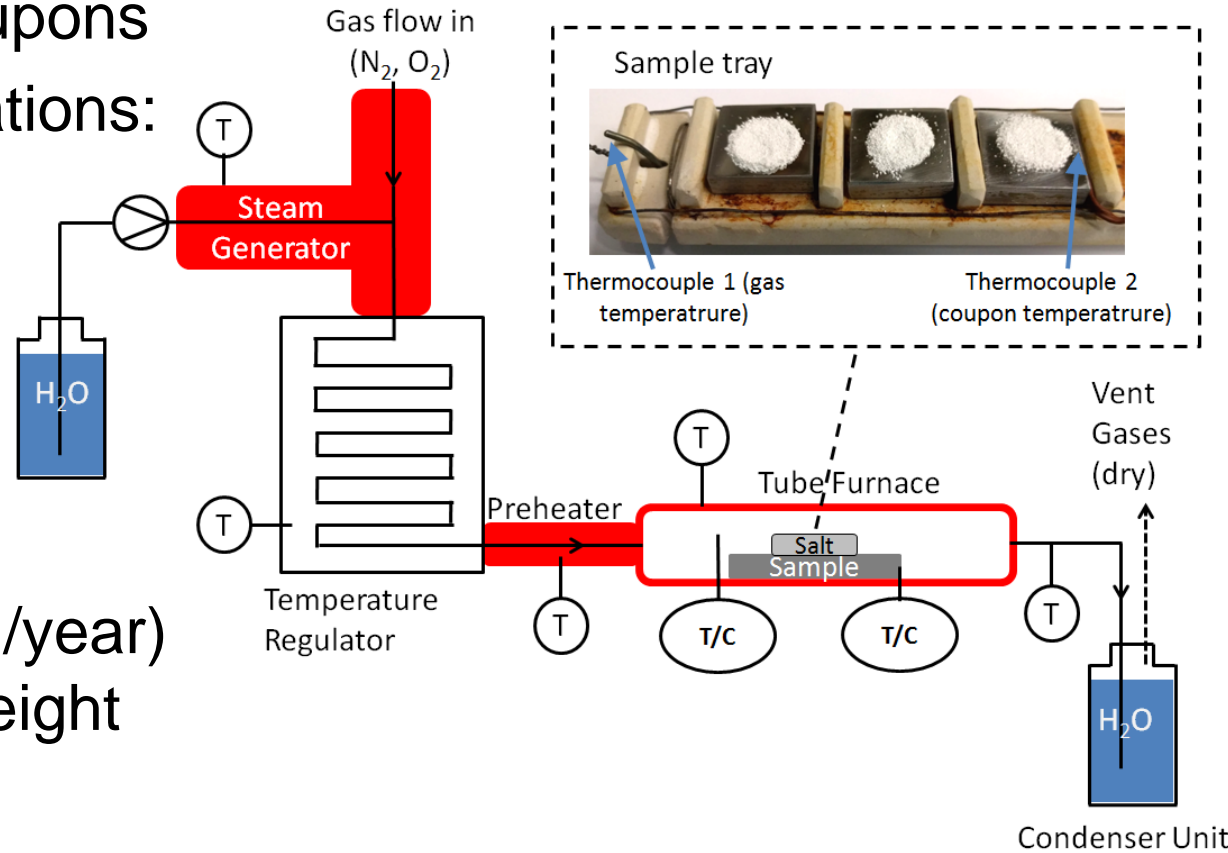 upons
ations:
/year)
eight
Gas flow in
(N₂, O₂)
T
Steam
Generator
H₂O
T
Temperature
Regulator
Preheater
T
Sample tray
Thermocouple 1 (gas
temperatrure)
Thermocouple 2
(coupon temperatrure)
T
Tube Furnace
Salt
Sample
T/C
T/C
T
Vent
Gases
(dry)
H₂O
Condenser Unit